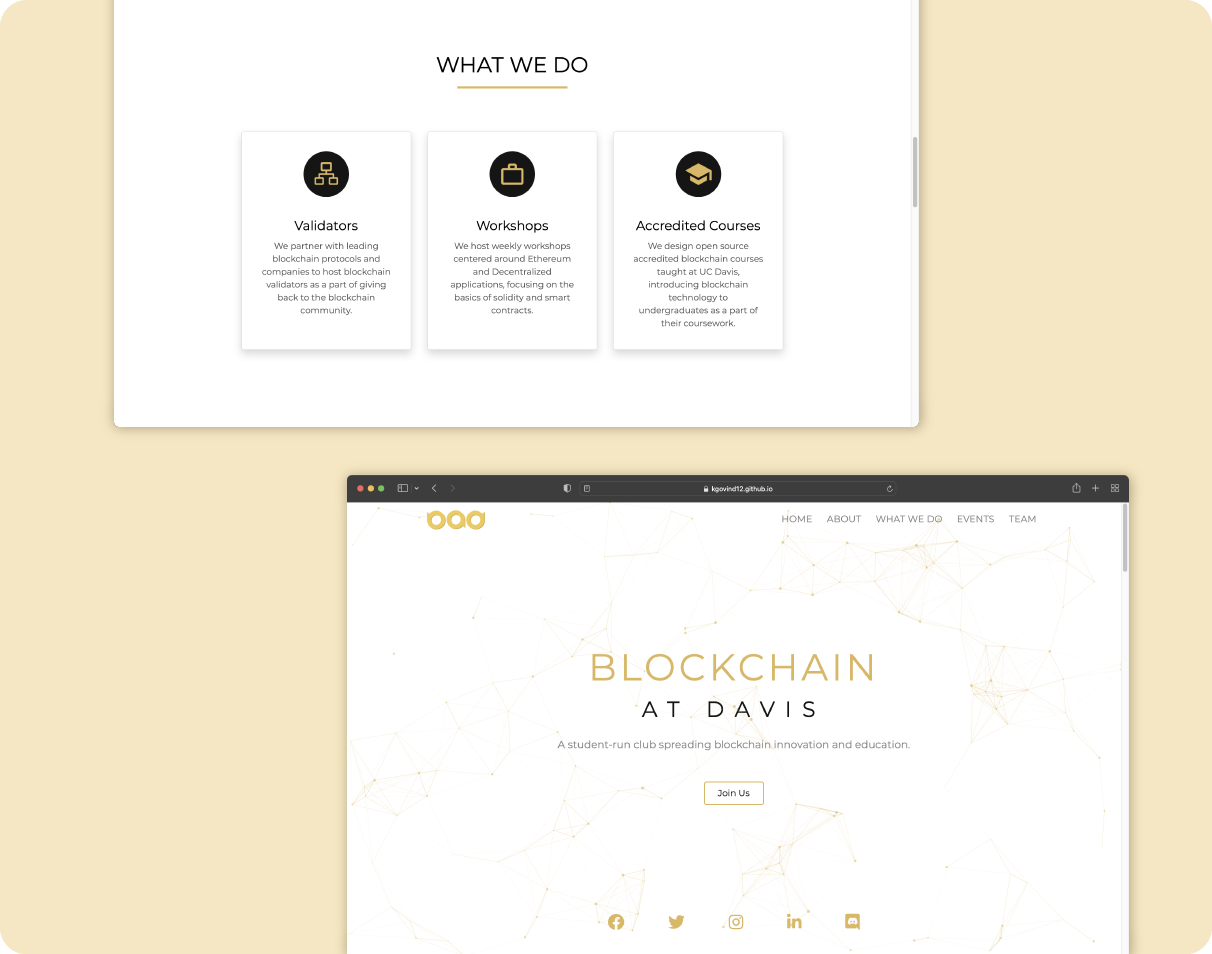 WHAT WE DO
Validators
We partner with leading
blockchain protocols and
companies to host blockchain
validators as a part of giving
back to the blockchain
community.
Workshops
We host weekly workshops
centered around Ethereum
and Decentralized
applications, focusing on the
basics of solidity and smart
contracts.
Accredited Courses
We design open source
accredited blockchain courses
taught at UC Davis,
introducing blockchain
technology to
undergraduates as a part of
their coursework.
kgovind12.github.io
bad
HOME ABOUT WHAT WE DO EVENTS TEAM
BLOCKCHAIN
AT DAVIS
A student-run club spreading blockchain innovation and education.
Join Us
in